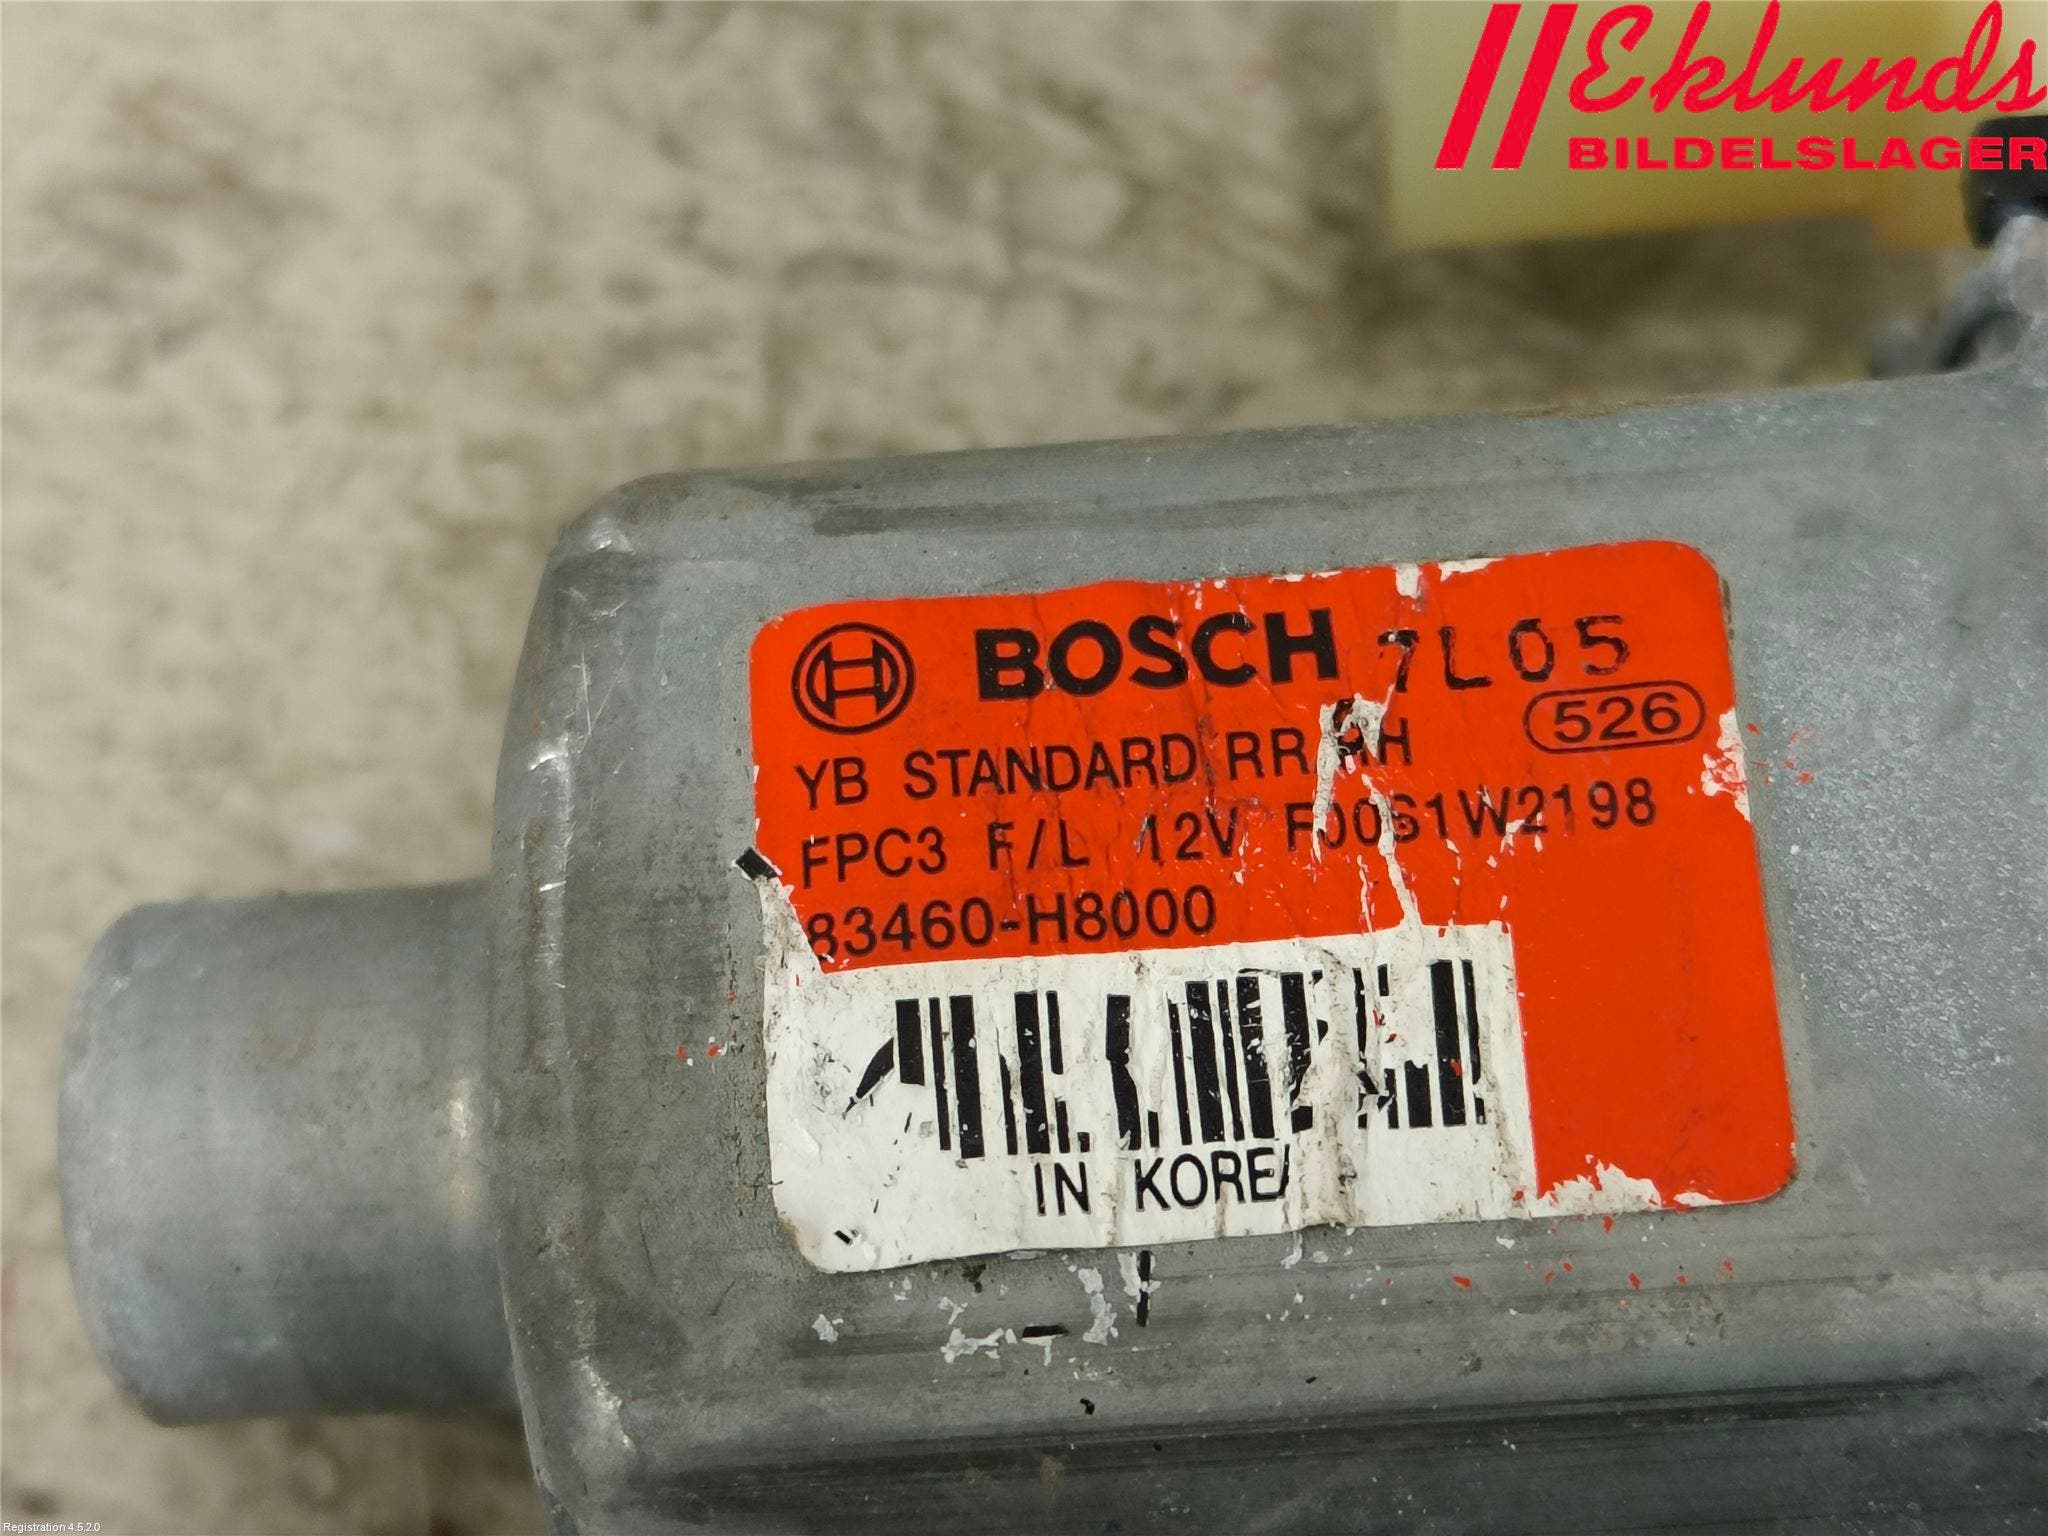 Eklunds
BILDELSLAGER
BOSCH 7L05
526
YB STANDARD RR RH
FPC3 F/L 12V F00S1W2198
83460-H8000
IN KOREA
Registration 4.5.2.0